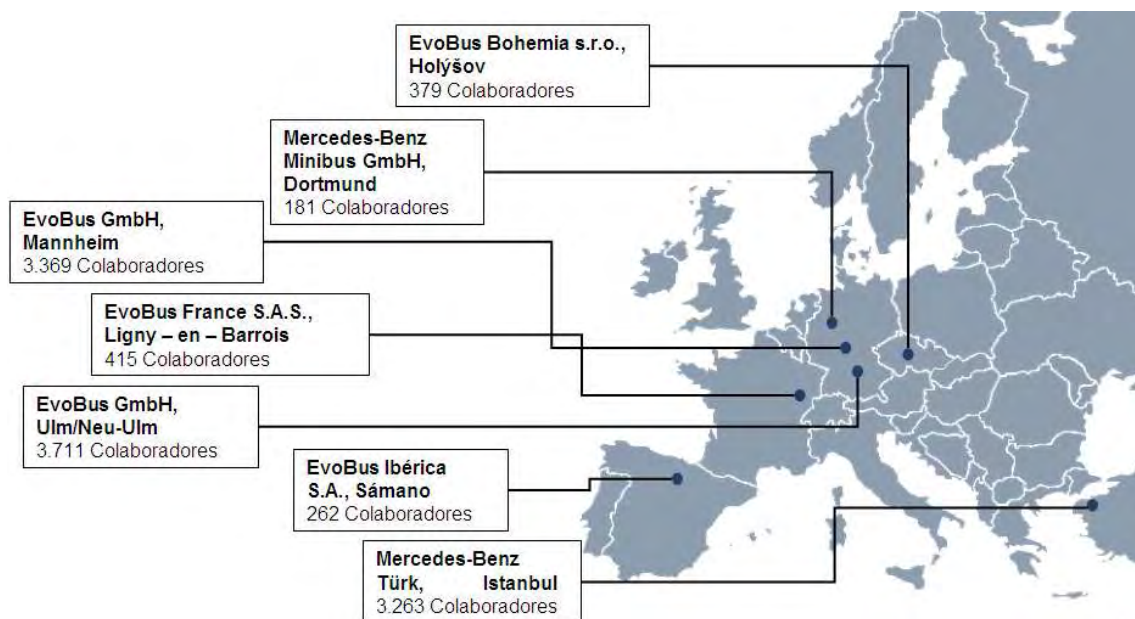 EvoBus Bohemia s.r.o.,
Holýšov
379 Colaboradores
Mercedes-Benz
Minibus GmbH,
Dortmund
181 Colaboradores
EvoBus GmbH,
Mannheim
3.369 Colaboradores
EvoBus France S.A.S.,
Ligny – en – Barrois
415 Colaboradores
EvoBus GmbH,
Ulm/Neu-Ulm
3.711 Colaboradores
EvoBus Ibérica
S.A., Sámano
262 Colaboradores
Mercedes-Benz
Türk, Istanbul
3.263 Colaboradores